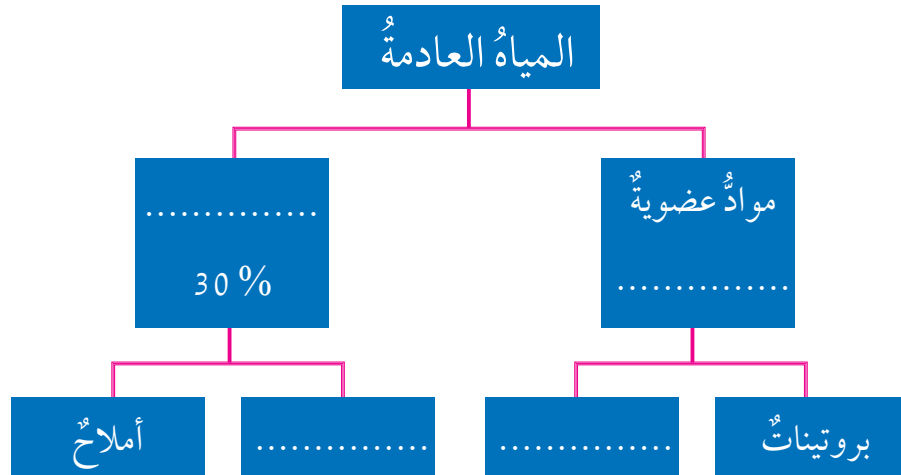 المياهُ العادمةُ
موادُّ عضويةٌ
...............
...............
30 %
بروتيناتٌ
...............
...............
أملاحٌ